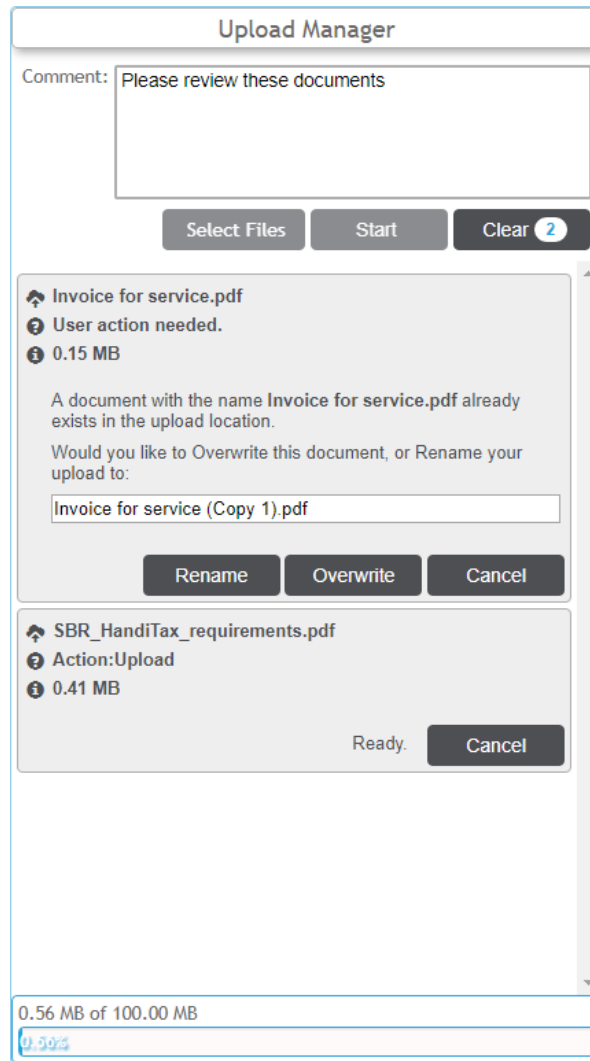 Upload Manager
Comment: Please review these documents
Select Files Start Clear 2
Invoice for service.pdf
User action needed.
0.15 MB
A document with the name Invoice for service.pdf already
exists in the upload location.
Would you like to Overwrite this document, or Rename your
upload to:
Invoice for service (Copy 1).pdf
Rename Overwrite Cancel
SBR_HandiTax_requirements.pdf
Action:Upload
0.41 MB
Ready. Cancel
0.56 MB of 100.00 MB
0.56%